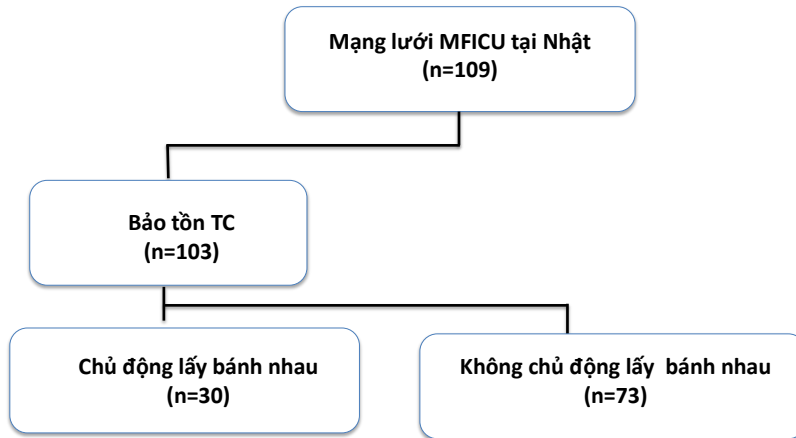 Mạng lưới MFICU tại Nhật
(n=109)
Bảo tồn TC
(n=103)
Chủ động lấy bánh nhau
(n=30)
Không chủ động lấy bánh nhau
(n=73)